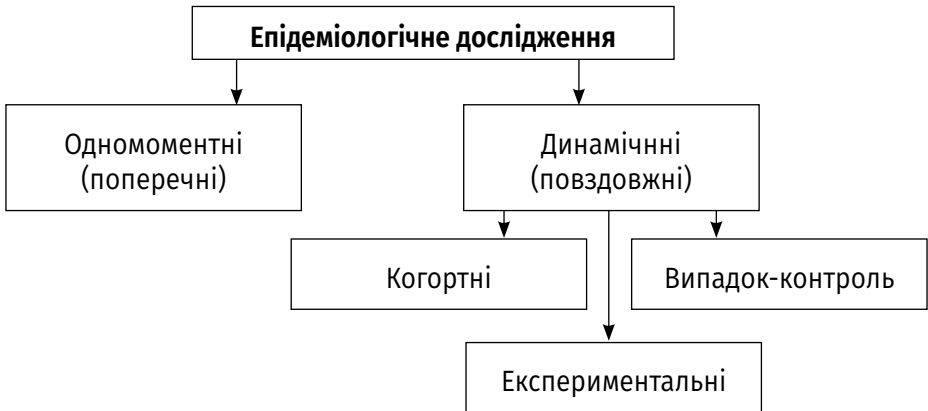 Епідеміологічне дослідження
Одномоментні
(поперечні)
Динамічнні
(повздовжні)
Когортні
Випадок-контроль
Експериментальні